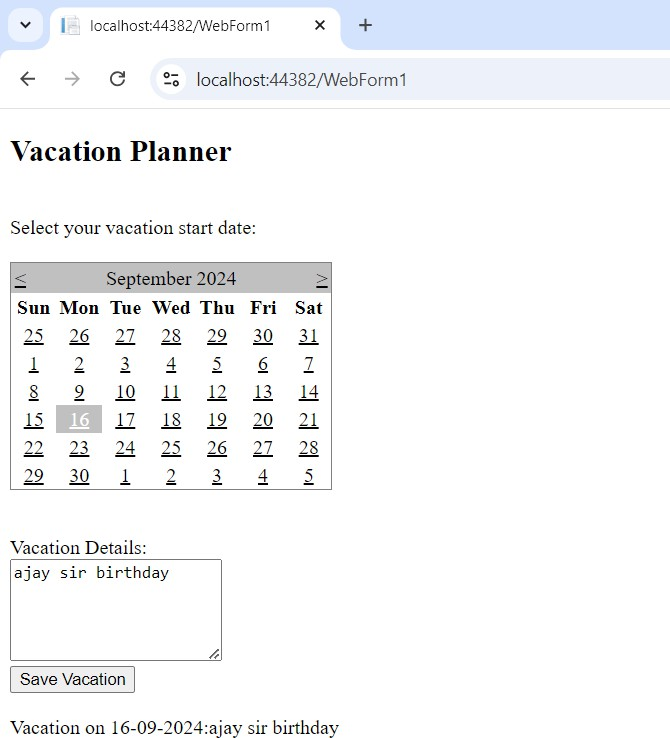 localhost:44382/WebForm1
localhost:44382/WebForm1
Vacation Planner
Select your vacation start date:
< September 2024 >
Sun Mon Tue Wed Thu Fri Sat
25 26 27 28 29 30 31
1 2 3 4 5 6 7
8 9 10 11 12 13 14
15 16 17 18 19 20 21
22 23 24 25 26 27 28
29 30 1 2 3 4 5
Vacation Details:
ajay sir birthday
Save Vacation
Vacation on 16-09-2024:ajay sir birthday